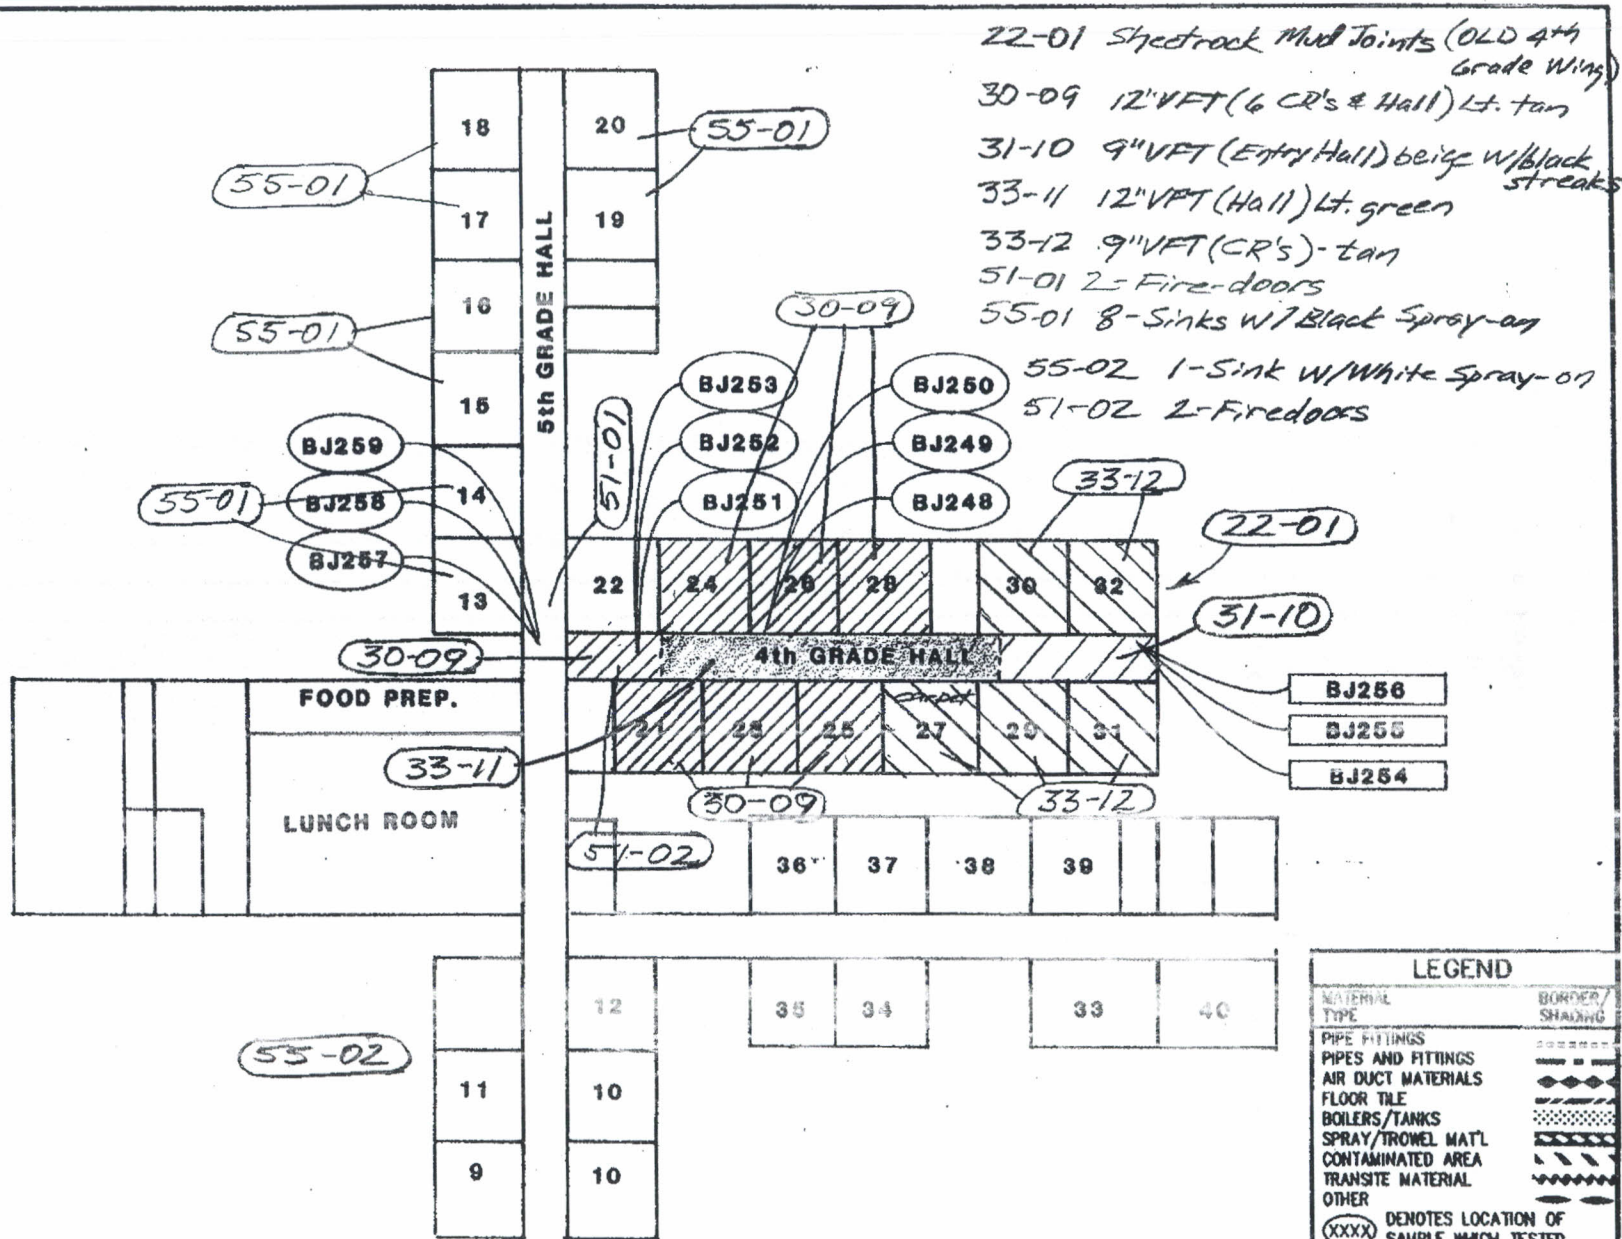 22-01 Sheetrock Mud Joints (OLD 4th
Grade Wing)
30-09 12"VFT (6 CR's & Hall) Lt. tan
31-10 9"VFT (Entry Hall) beige w/black
streaks
33-11 12"VFT (Hall) Lt. green
33-12 9"VFT (CR's) - tan
51-01 2-Fire-doors
55-01 8-Sinks W/Black Spray-on
55-02 1-Sink W/White Spray-on
51-02 2-Firedoors
18
20
55-01
55-01
17
19
5th GRADE HALL
16
55-01
30-09
15
51-01
BJ253
BJ250
BJ259
BJ252
BJ249
55-01
BJ258
14
BJ251
BJ248
33-12
22-01
BJ257
13
22
24
26
28
30
32
31-10
30-09
4th GRADE HALL
FOOD PREP.
carpet
BJ256
21
23
25
27
29
31
BJ255
33-11
BJ254
30-09
33-12
LUNCH ROOM
51-02
36
37
38
39
12
35
34
33
40
55-02
11
10
9
10
LEGEND
MATERIAL TYPE
BORDER/ SHADING
PIPE FITTINGS
PIPES AND FITTINGS
AIR DUCT MATERIALS
FLOOR TILE
BOILERS/TANKS
SPRAY/TROWEL MAT'L
CONTAMINATED AREA
TRANSITE MATERIAL
OTHER
XXXX DENOTES LOCATION OF
SAMPLE WHICH TESTED